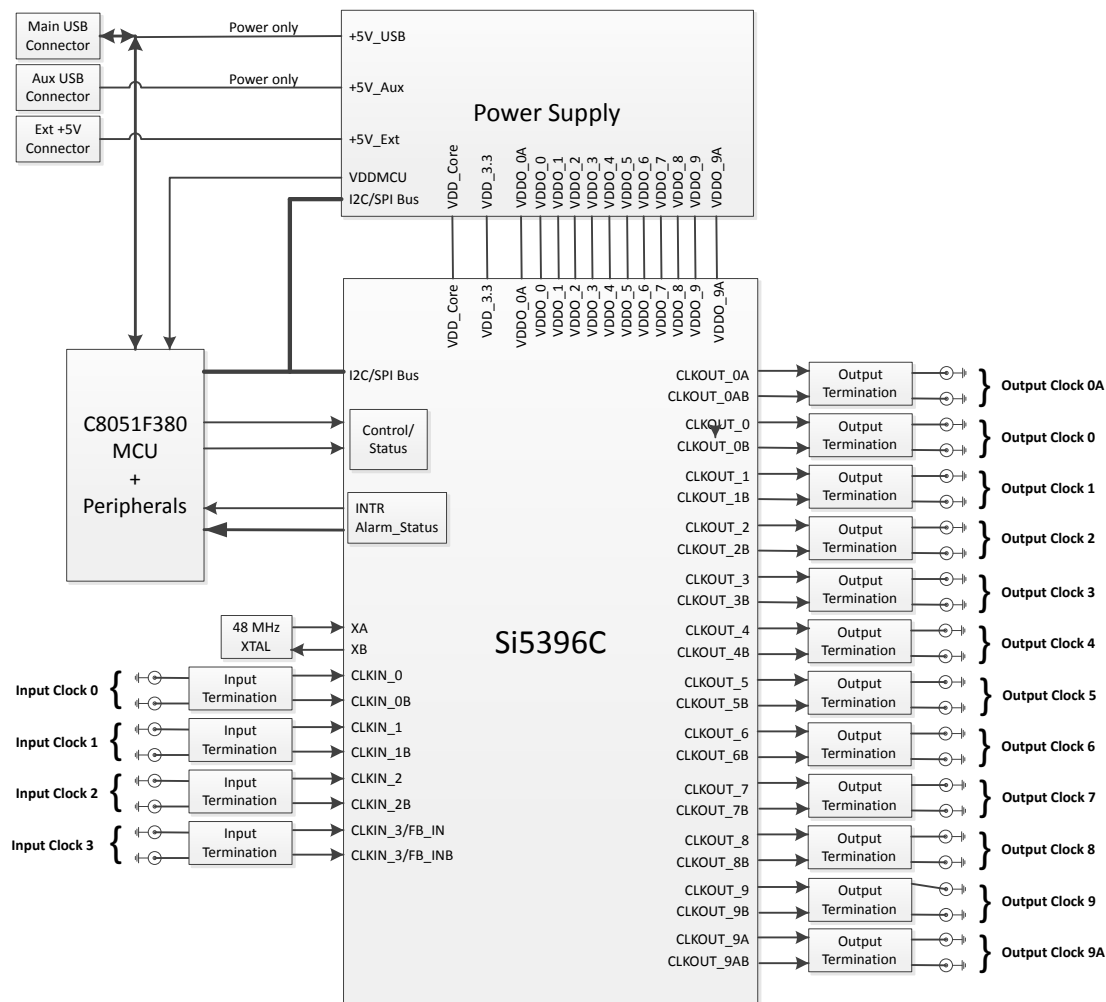 Main USB
Connector
Power only
+5V_USB
Aux USB
Connector
Power only
+5V_Aux
Ext +5V
Connector
+5V_Ext
Power Supply
VDDMCU
I2C/SPI Bus
VDD_Core
VDD_3.3
VDDO_0A
VDDO_0
VDDO_1
VDDO_2
VDDO_3
VDDO_4
VDDO_5
VDDO_6
VDDO_7
VDDO_8
VDDO_9
VDDO_9A
VDD_Core
VDD_3.3
VDDO_0A
VDDO_0
VDDO_1
VDDO_2
VDDO_3
VDDO_4
VDDO_5
VDDO_6
VDDO_7
VDDO_8
VDDO_9
VDDO_9A
C8051F380
MCU
+
Peripherals
I2C/SPI Bus
Control/
Status
INTR
Alarm_Status
48 MHz
XTAL
XA
XB
Si5396C
Input Clock 0
Input
Termination
CLKIN_0
CLKIN_0B
Input Clock 1
Input
Termination
CLKIN_1
CLKIN_1B
Input Clock 2
Input
Termination
CLKIN_2
CLKIN_2B
Input Clock 3
Input
Termination
CLKIN_3/FB_IN
CLKIN_3/FB_INB
CLKOUT_0A
CLKOUT_0AB
Output
Termination
Output Clock 0A
CLKOUT_0
CLKOUT_0B
Output
Termination
Output Clock 0
CLKOUT_1
CLKOUT_1B
Output
Termination
Output Clock 1
CLKOUT_2
CLKOUT_2B
Output
Termination
Output Clock 2
CLKOUT_3
CLKOUT_3B
Output
Termination
Output Clock 3
CLKOUT_4
CLKOUT_4B
Output
Termination
Output Clock 4
CLKOUT_5
CLKOUT_5B
Output
Termination
Output Clock 5
CLKOUT_6
CLKOUT_6B
Output
Termination
Output Clock 6
CLKOUT_7
CLKOUT_7B
Output
Termination
Output Clock 7
CLKOUT_8
CLKOUT_8B
Output
Termination
Output Clock 8
CLKOUT_9
CLKOUT_9B
Output
Termination
Output Clock 9
CLKOUT_9A
CLKOUT_9AB
Output
Termination
Output Clock 9A